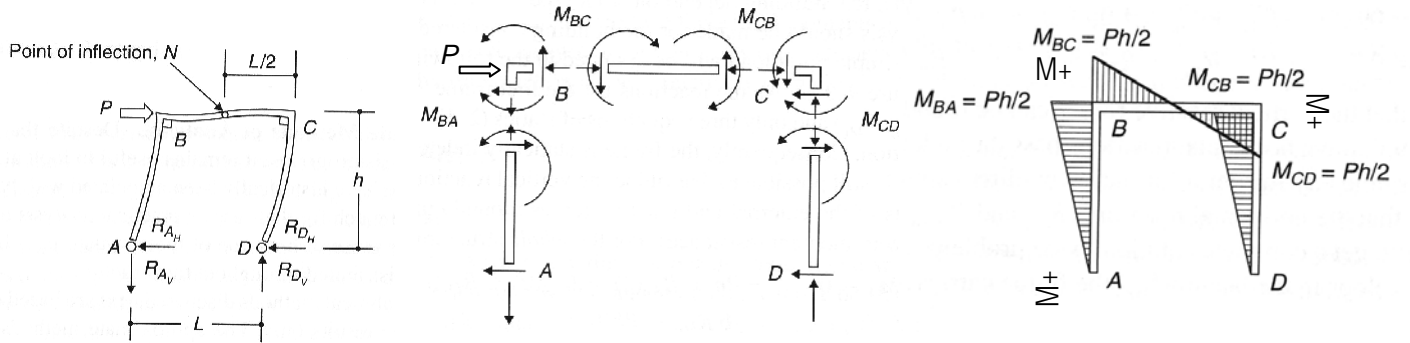 Point of inflection, N
L/2
P
B
C
h
A
R_{A_H}
D
R_{D_H}
R_{A_V}
R_{D_V}
L
M_{BC}
M_{CB}
P
B
C
M_{BA}
M_{CD}
A
D
M_{BC} = Ph/2
M+
M_{CB} = Ph/2
M_{BA} = Ph/2
M+
B
C
M_{CD} = Ph/2
M+
A
D